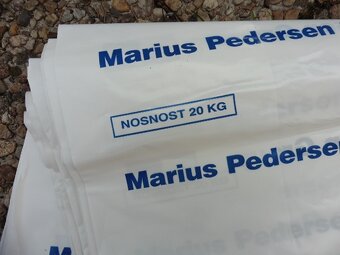 Marius Pedersen
NOSNOST 20 KG
Marius Pedersen
M